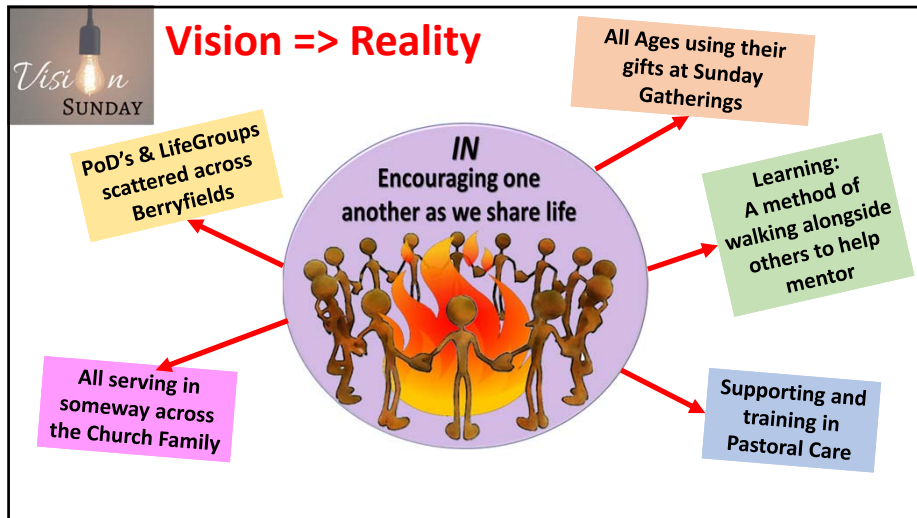 Vision
SUNDAY
Vision => Reality
All Ages using their
gifts at Sunday
Gatherings
PoD's & LifeGroups
scattered across
Berryfields
IN
Encouraging one
another as we share life
Learning:
A method of
walking alongside
others to help
mentor
All serving in
someway across
the Church Family
Supporting and
training in
Pastoral Care